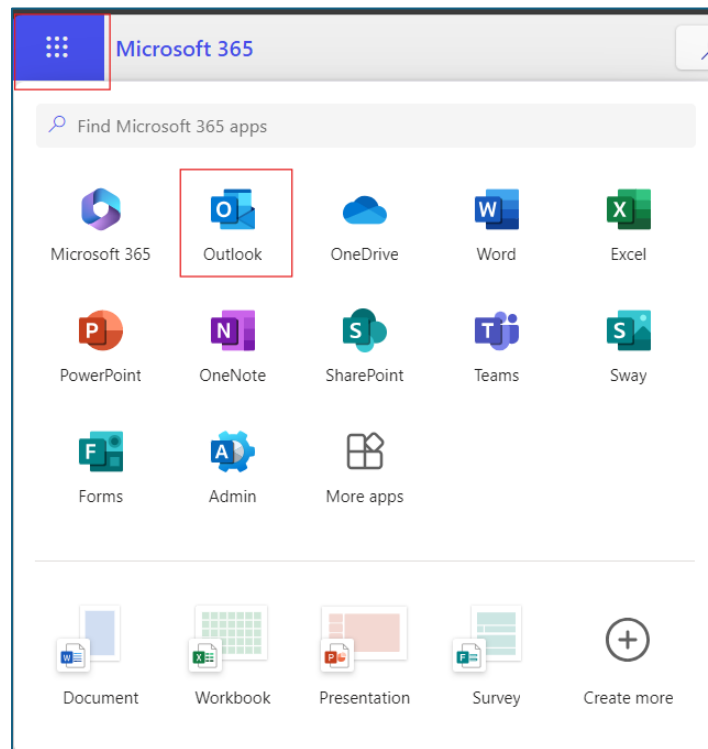 Microsoft 365
Find Microsoft 365 apps
Microsoft 365
Outlook
OneDrive
Word
Excel
PowerPoint
OneNote
SharePoint
Teams
Sway
Forms
Admin
More apps
Document
Workbook
Presentation
Survey
Create more